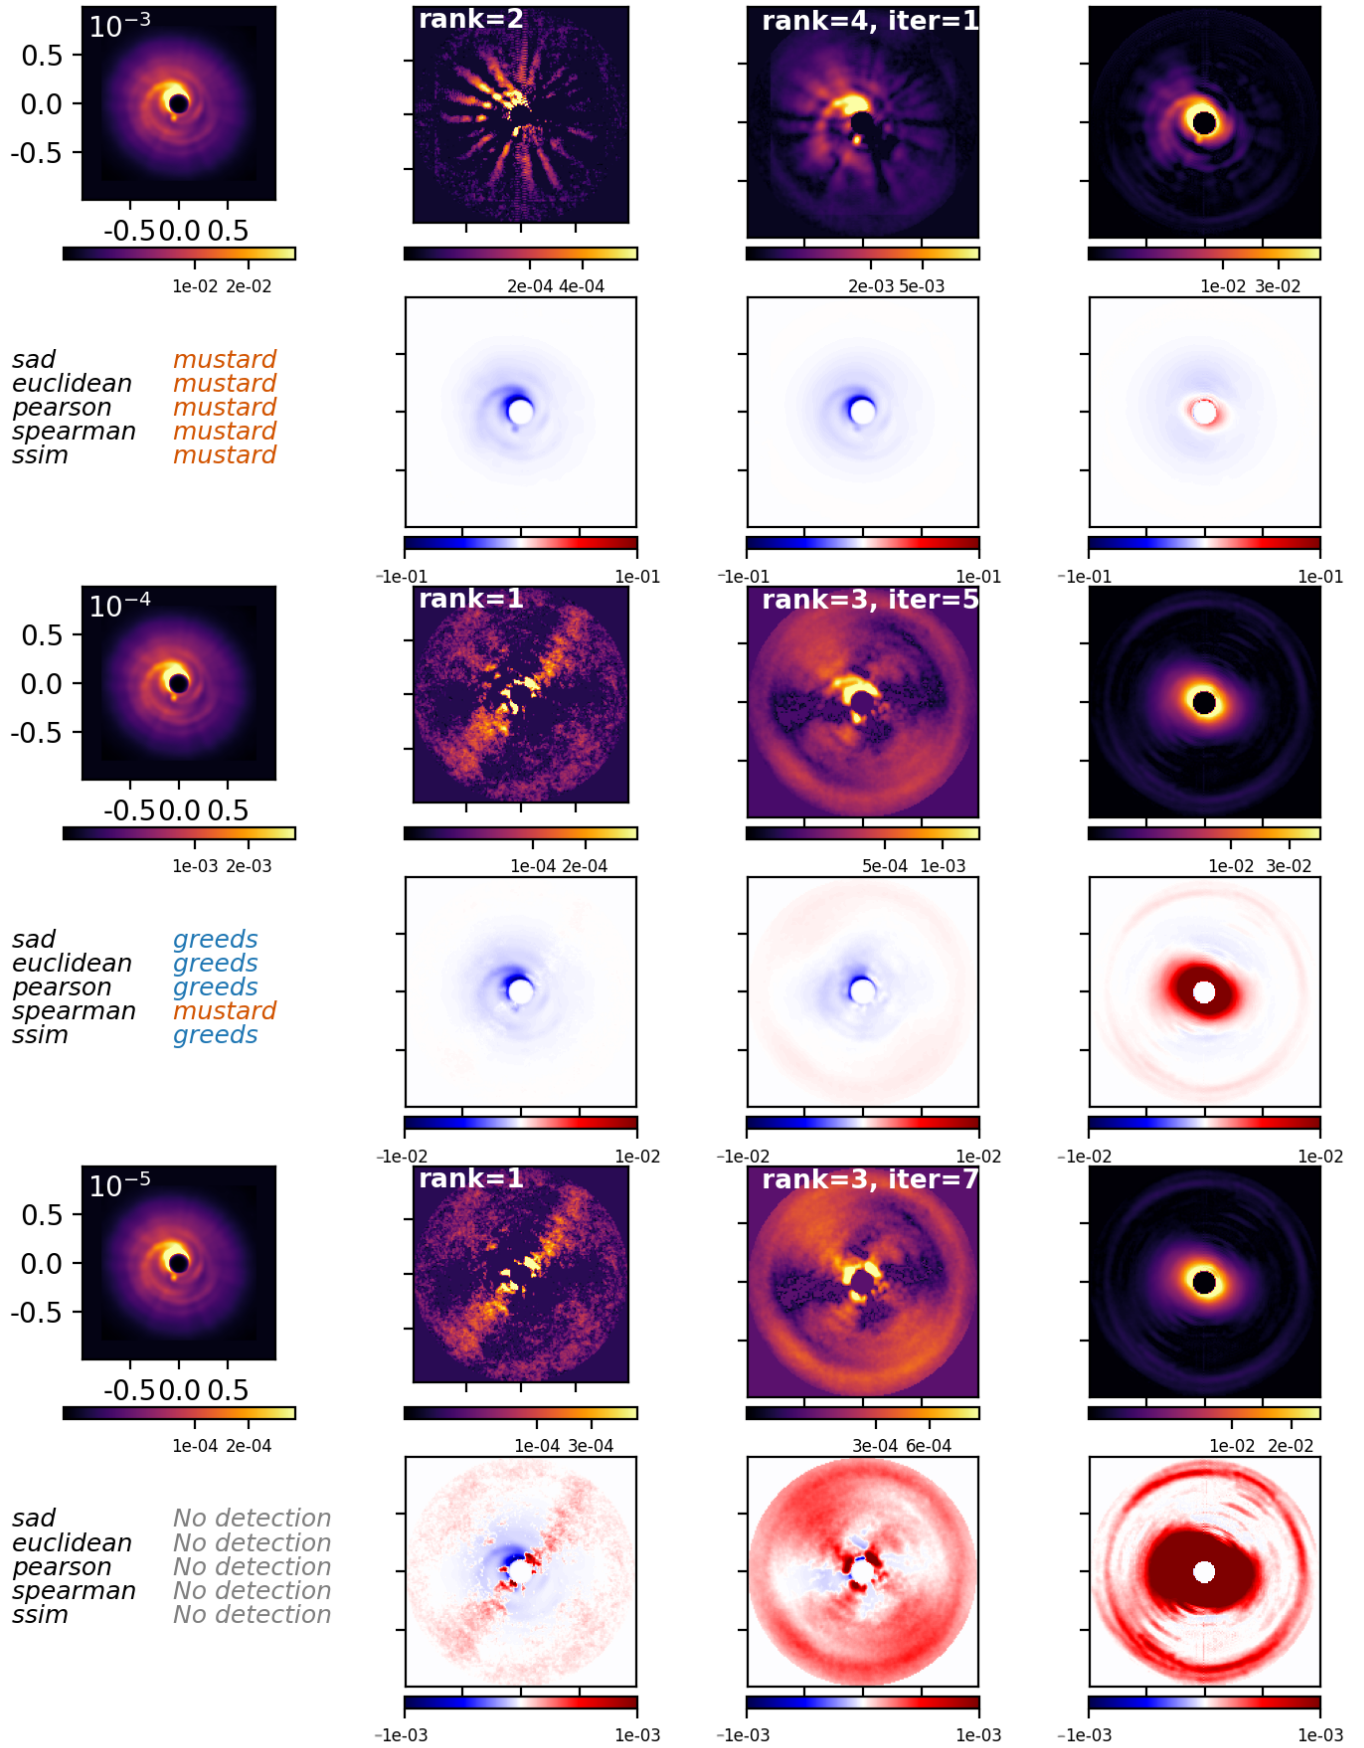 10⁻³
rank=2
rank=4, iter=1
0.5
0.0
-0.5
-0.5 0.0 0.5
1e-02 2e-02
2e-04 4e-04
2e-03 5e-03
1e-02 3e-02
sad mustard
euclidean mustard
pearson mustard
spearman mustard
ssim mustard
−1e-01 1e-01
−1e-01 1e-01
−1e-01 1e-01
10⁻⁴
rank=1
rank=3, iter=5
0.5
0.0
-0.5
-0.5 0.0 0.5
1e-03 2e-03
1e-04 2e-04
5e-04 1e-03
1e-02 3e-02
sad greeds
euclidean greeds
pearson greeds
spearman mustard
ssim greeds
−1e-02 1e-02
−1e-02 1e-02
−1e-02 1e-02
10⁻⁵
rank=1
rank=3, iter=7
0.5
0.0
-0.5
-0.5 0.0 0.5
1e-04 2e-04
1e-04 3e-04
3e-04 6e-04
1e-02 2e-02
sad No detection
euclidean No detection
pearson No detection
spearman No detection
ssim No detection
−1e-03 1e-03
−1e-03 1e-03
−1e-03 1e-03